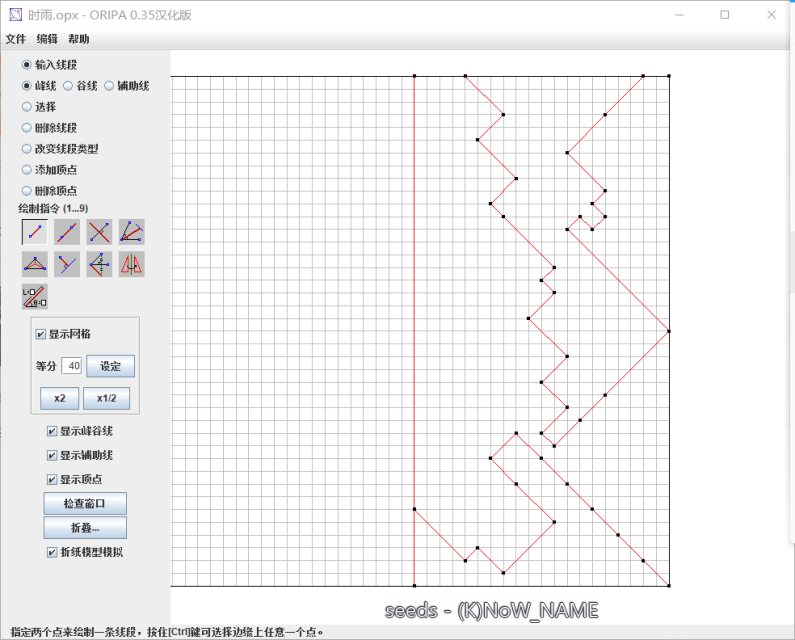 时雨.opx - ORIPA 0.35汉化版
文件 编辑 帮助
输入线段
峰线 谷线 辅助线
选择
删除线段
改变线段类型
添加顶点
删除顶点
绘制指令 (1...9)
显示网格
等分 40 设定
x2 x1/2
显示峰谷线
显示辅助线
显示顶点
检查窗口
折叠...
折纸模型模拟
seeds - (K)NoW_NAME
指定两个点来绘制一条线段，按住[Ctrl]键可选择边缘上任意一个点。